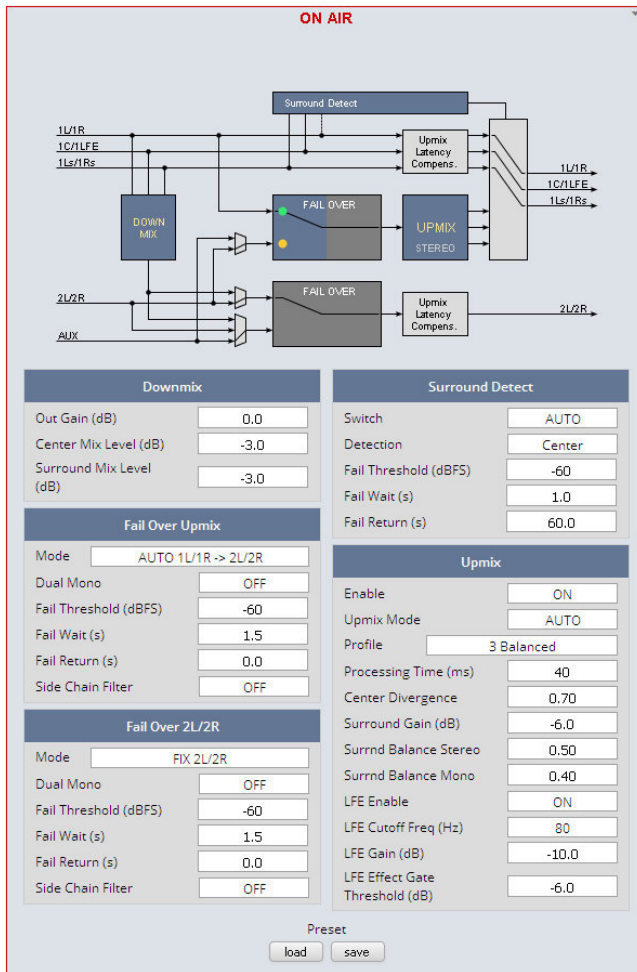 ON AIR
Surround Detect
1L/1R
1C/1LFE
1Ls/1Rs
Upmix
Latency
Compens.
1L/1R
1C/1LFE
1Ls/1Rs
DOWN
MIX
FAIL OVER
UPMIX
STEREO
2L/2R
AUX
FAIL OVER
Upmix
Latency
Compens.
2L/2R
Downmix
Out Gain (dB) 0.0
Center Mix Level (dB) -3.0
Surround Mix Level
(dB) -3.0
Fail Over Upmix
Mode AUTO 1L/1R -> 2L/2R
Dual Mono OFF
Fail Threshold (dBFS) -60
Fail Wait (s) 1.5
Fail Return (s) 0.0
Side Chain Filter OFF
Fail Over 2L/2R
Mode FIX 2L/2R
Dual Mono OFF
Fail Threshold (dBFS) -60
Fail Wait (s) 1.5
Fail Return (s) 0.0
Side Chain Filter OFF
Surround Detect
Switch AUTO
Detection Center
Fail Threshold (dBFS) -60
Fail Wait (s) 1.0
Fail Return (s) 60.0
Upmix
Enable ON
Upmix Mode AUTO
Profile 3 Balanced
Processing Time (ms) 40
Center Divergence 0.70
Surround Gain (dB) -6.0
Surrnd Balance Stereo 0.50
Surrnd Balance Mono 0.40
LFE Enable ON
LFE Cutoff Freq (Hz) 80
LFE Gain (dB) -10.0
LFE Effect Gate
Threshold (dB) -6.0
Preset
load save